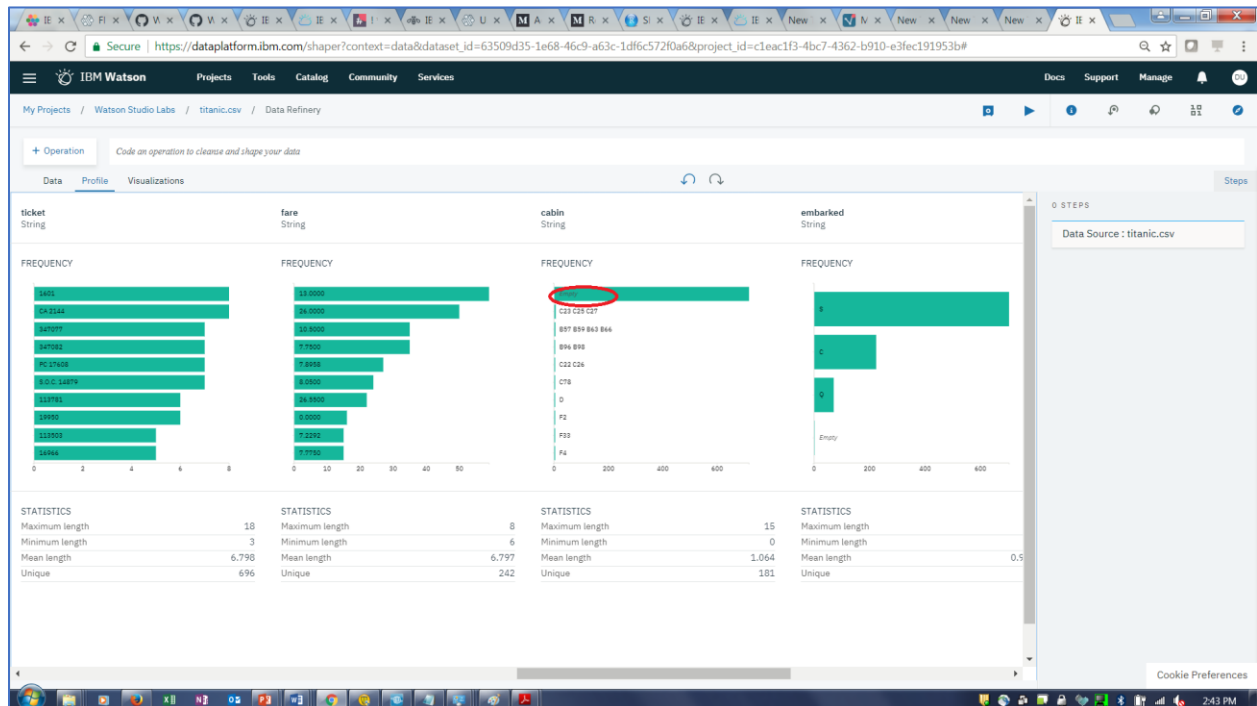 Secure | https://dataplatform.ibm.com/shaper?context=data&dataset_id=63509d35-1e68-46c9-a63c-1df6c572f0a6&project_id=c1eac1f3-4bc7-4362-b910-e3fec191953b#
IBM Watson Projects Tools Catalog Community Services Docs Support Manage DU
My Projects / Watson Studio Labs / titanic.csv / Data Refinery
+ Operation Code an operation to cleanse and shape your data
Data Profile Visualizations Steps
0 STEPS
Data Source : titanic.csv
ticket
String
FREQUENCY
1601
CA 2144
347077
347082
PC 17608
S.O.C. 14879
113781
19950
113503
16966
0 2 4 6 8
STATISTICS
Maximum length 18
Minimum length 3
Mean length 6.798
Unique 696
fare
String
FREQUENCY
13.0000
26.0000
10.5000
7.7500
7.8958
8.0500
26.5500
0.0000
7.2292
7.7750
0 10 20 30 40 50
STATISTICS
Maximum length 8
Minimum length 6
Mean length 6.797
Unique 242
cabin
String
FREQUENCY
Empty
C23 C25 C27
B57 B59 B63 B66
B96 B98
C22 C26
C78
D
F2
F33
F4
0 200 400 600
STATISTICS
Maximum length 15
Minimum length 0
Mean length 1.064
Unique 181
embarked
String
FREQUENCY
S
C
Q
Empty
0 200 400 600
STATISTICS
Maximum length
Minimum length
Mean length 0.9
Unique
Cookie Preferences
2:43 PM